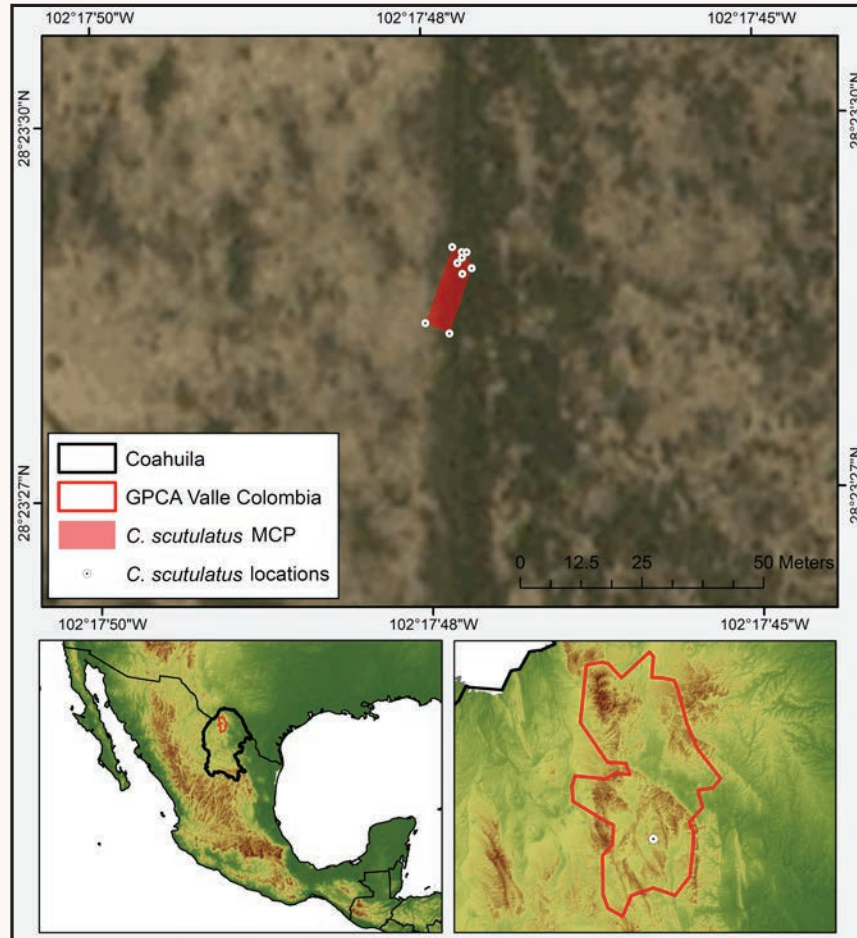 102°17'50"W 102°17'48"W 102°17'45"W
28°23'30"N
28°23'30"N
28°23'27"N
28°23'27"N
Coahuila
GPCA Valle Colombia
C. scutulatus MCP
C. scutulatus locations
0 12.5 25 50 Meters
102°17'50"W 102°17'48"W 102°17'45"W